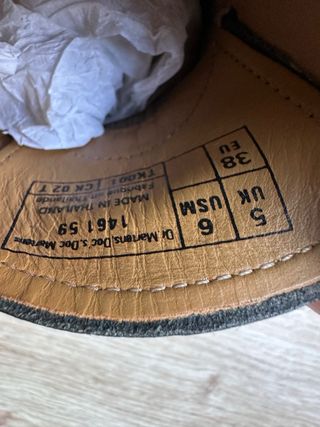 Dr Martens, Doc's, Doc Martens
1461 59
MADE IN THAILAND
Fabriqué en Thaïlande
CK 02 T
6
USM
5
UK
38
EU